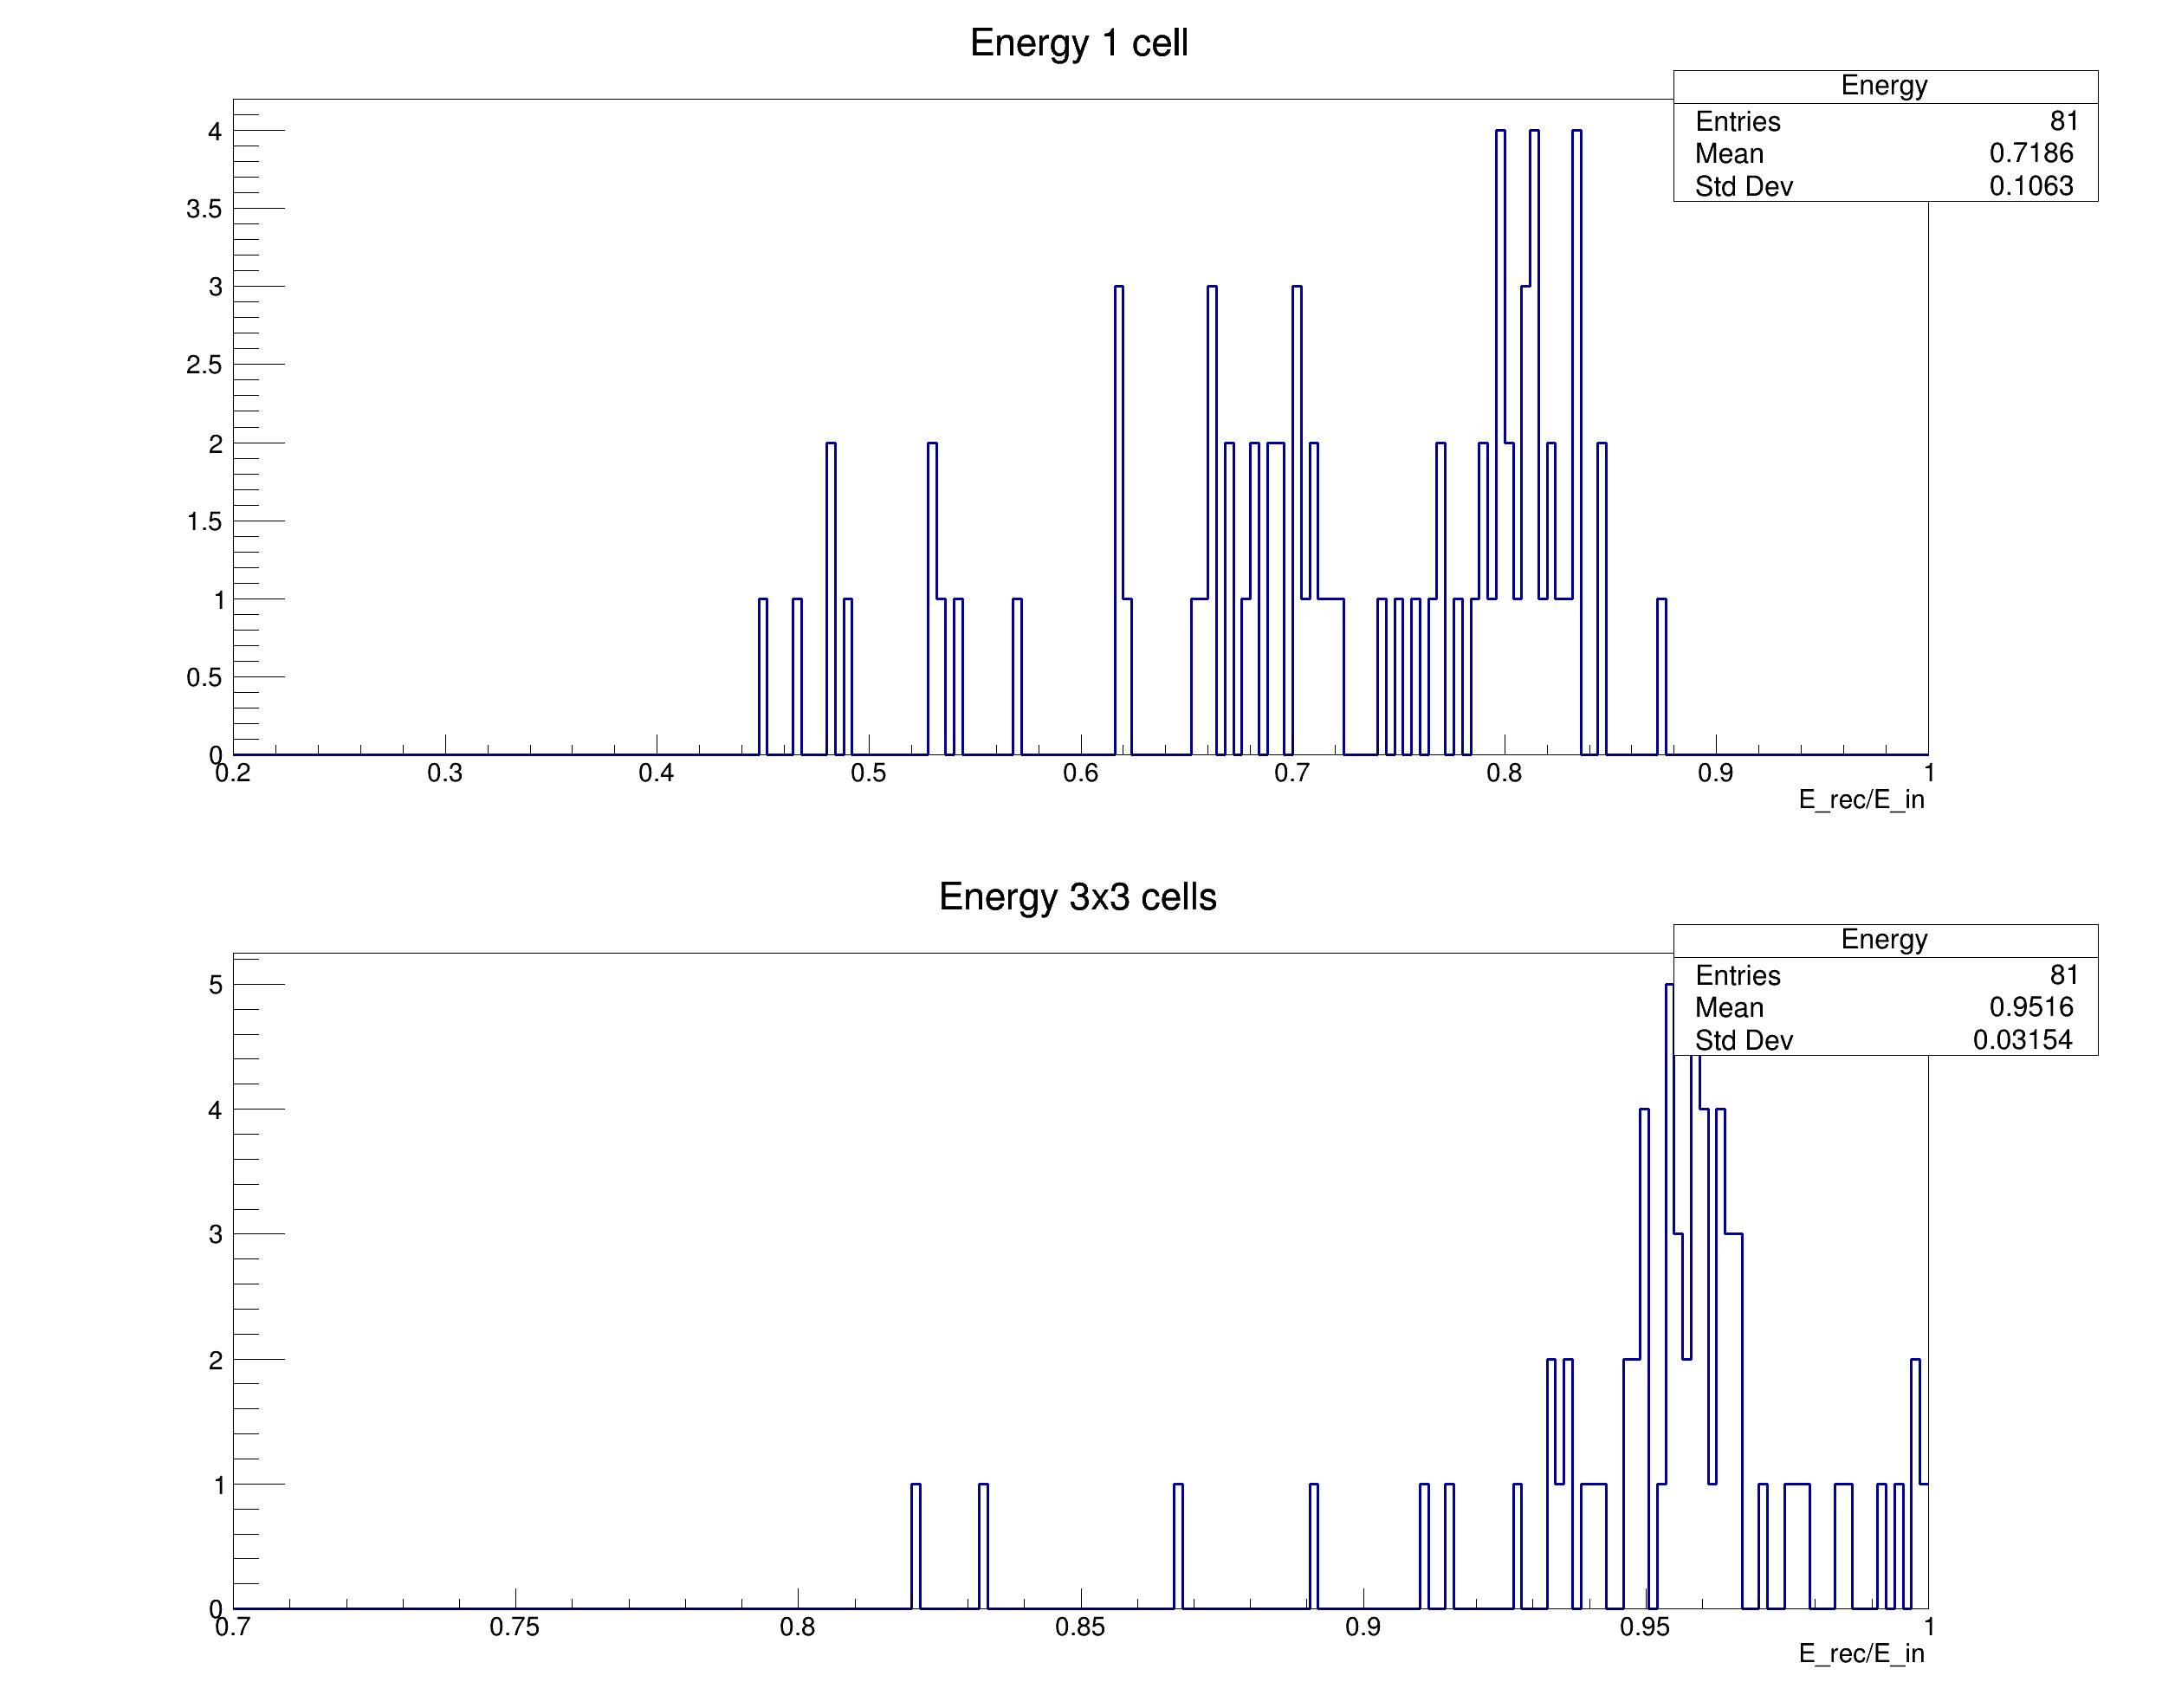 Energy 1 cell
Energy
Entries 81
Mean 0.7186
Std Dev 0.1063
4
3.5
3
2.5
2
1.5
1
0.5
0
0.2 0.3 0.4 0.5 0.6 0.7 0.8 0.9 1
E_rec/E_in
Energy 3x3 cells
Energy
Entries 81
Mean 0.9516
Std Dev 0.03154
5
4
3
2
1
0
0.7 0.75 0.8 0.85 0.9 0.95 1
E_rec/E_in